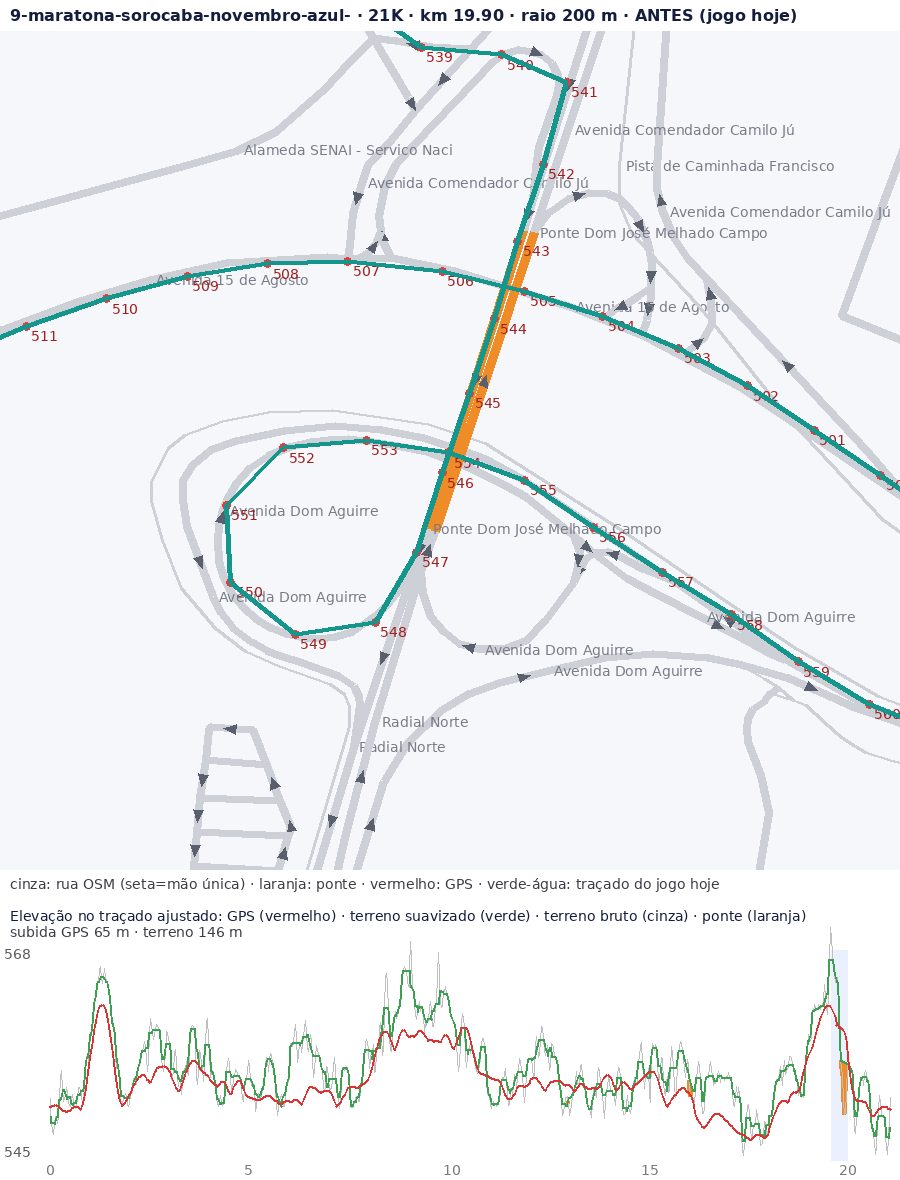 9-maratona-sorocaba-novembro-azul- · 21K · km 19.90 · raio 200 m · ANTES (jogo hoje)
539
540
541
Avenida Comendador Camilo Jú
Alameda SENAI - Servico Naci
Pista de Caminhada Francisco
542
Avenida Comendador Camilo Jú
Avenida Comendador Camilo Jú
Ponte Dom José Melhado Campo
543
507
508
506
Avenida 15 de Agosto
509
505
Avenida 15 de Agosto
510
504
544
511
503
502
545
501
552
553
554
546
555
50
551
Avenida Dom Aguirre
Ponte Dom José Melhado Campo
556
547
557
550
Avenida Dom Aguirre
Avenida Dom Aguirre
558
548
549
Avenida Dom Aguirre
Avenida Dom Aguirre
559
560
Radial Norte
Radial Norte
cinza: rua OSM (seta=mão única) · laranja: ponte · vermelho: GPS · verde-água: traçado do jogo hoje
Elevação no traçado ajustado: GPS (vermelho) · terreno suavizado (verde) · terreno bruto (cinza) · ponte (laranja)
subida GPS 65 m · terreno 146 m
568
545
0 5 10 15 20